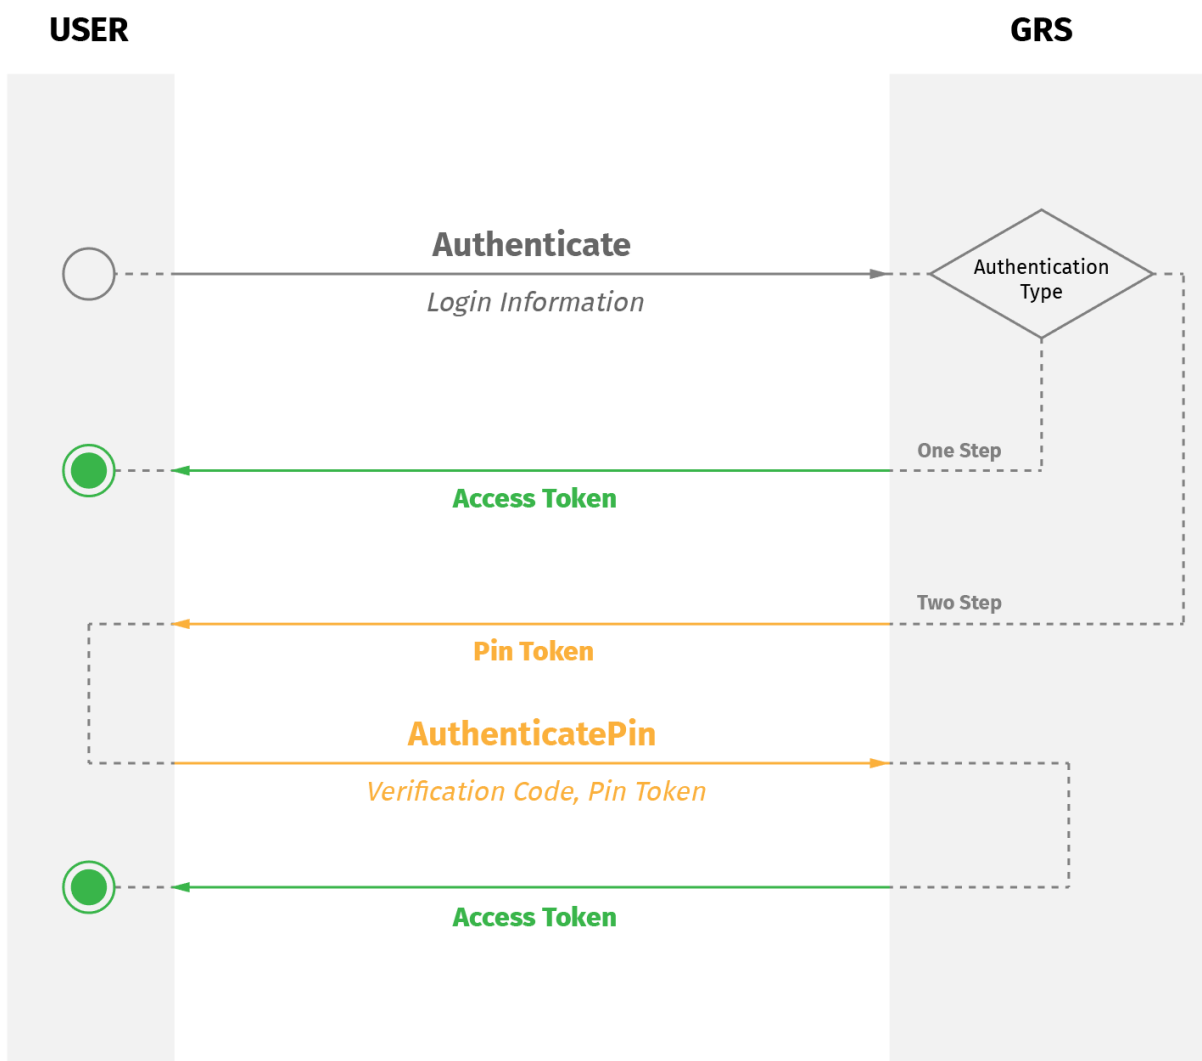 USER
GRS
Authenticate
Login Information
Authentication
Type
One Step
Access Token
Two Step
Pin Token
AuthenticatePin
Verification Code, Pin Token
Access Token